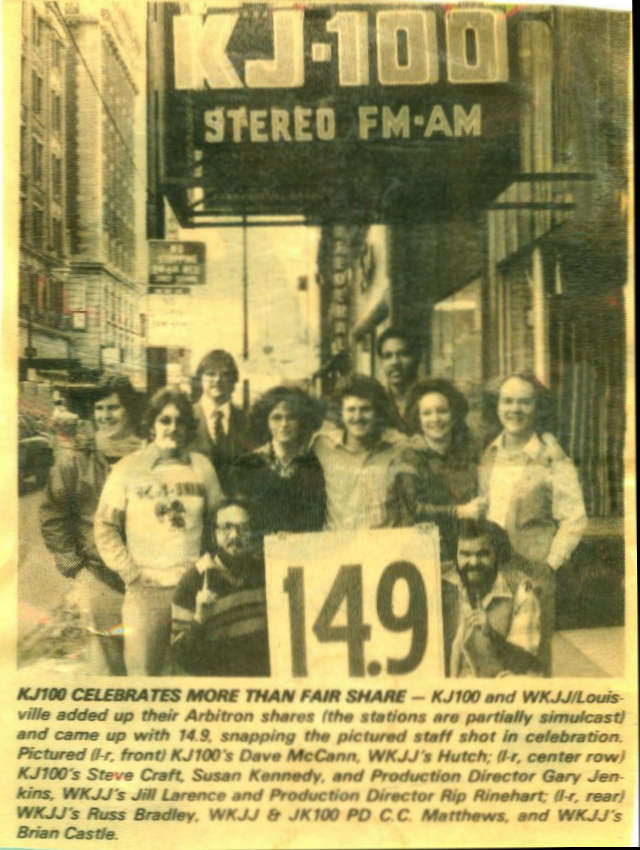 KJ·100
STEREO FM·AM
KJ-100
14.9
KJ100 CELEBRATES MORE THAN FAIR SHARE — KJ100 and WKJJ/Louis-
ville added up their Arbitron shares (the stations are partially simulcast)
and came up with 14.9, snapping the pictured staff shot in celebration.
Pictured (l-r, front) KJ100's Dave McCann, WKJJ's Hutch; (l-r, center row)
KJ100's Steve Craft, Susan Kennedy, and Production Director Gary Jen-
kins, WKJJ's Jill Larence and Production Director Rip Rinehart; (l-r, rear)
WKJJ's Russ Bradley, WKJJ & JK100 PD C.C. Matthews, and WKJJ's
Brian Castle.